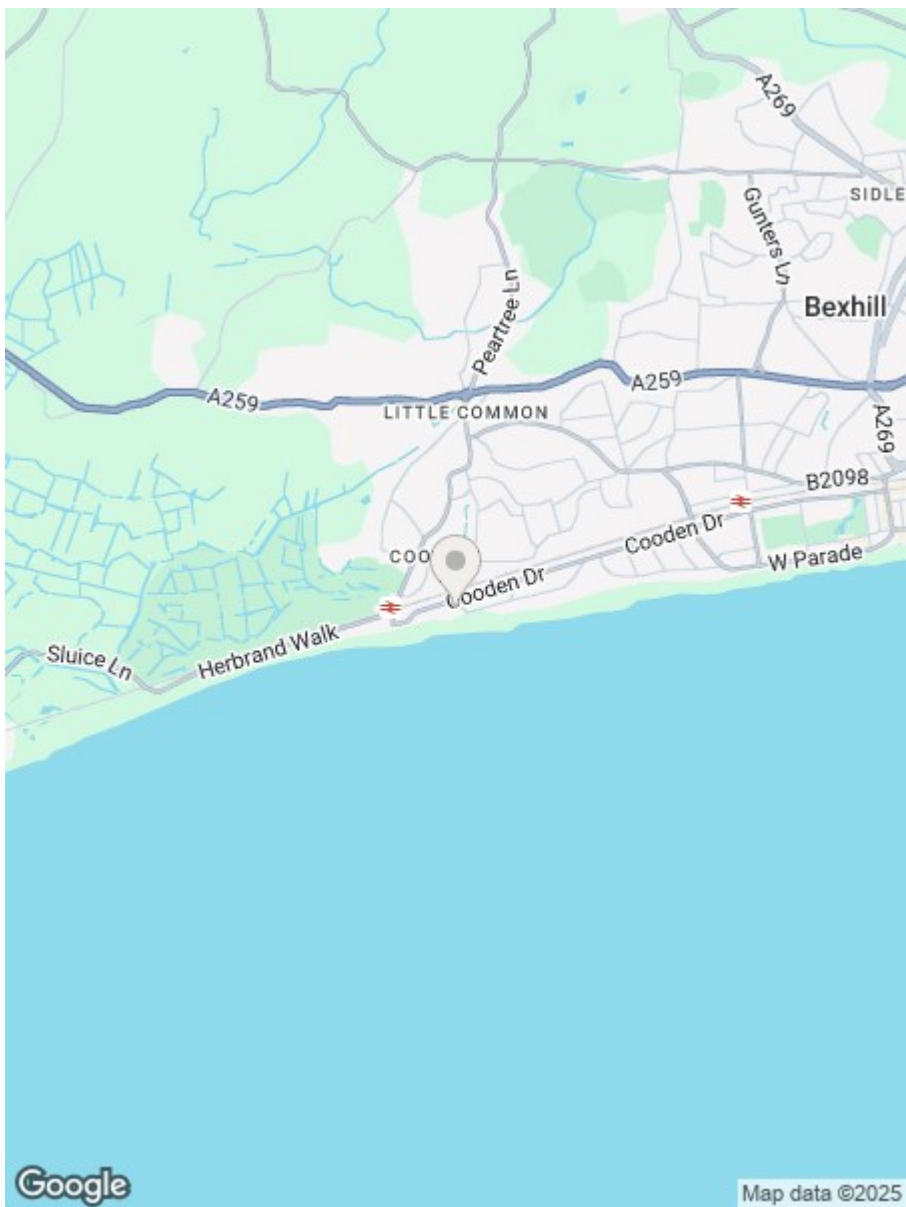 A269
SIDLE
Gunters Ln
Peartree Ln
Bexhill
A259
A259
LITTLE COMMON
A269
B2098
Cooden Dr
COO
W Parade
Cooden Dr
Herbrand Walk
Sluice Ln
Google
Map data ©2025